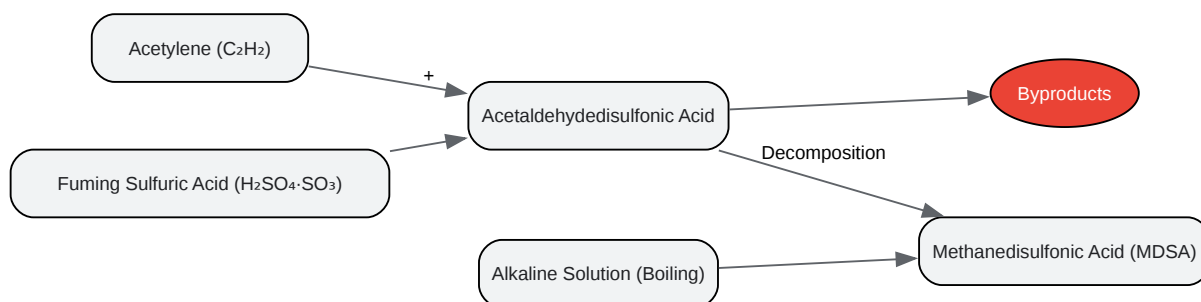 Acetylene (C₂H₂)
+
Byproducts
Acetaldehydedisulfonic Acid
Decomposition
Fuming Sulfuric Acid (H₂SO₄·SO₃)
Methanedisulfonic Acid (MDSA)
Alkaline Solution (Boiling)